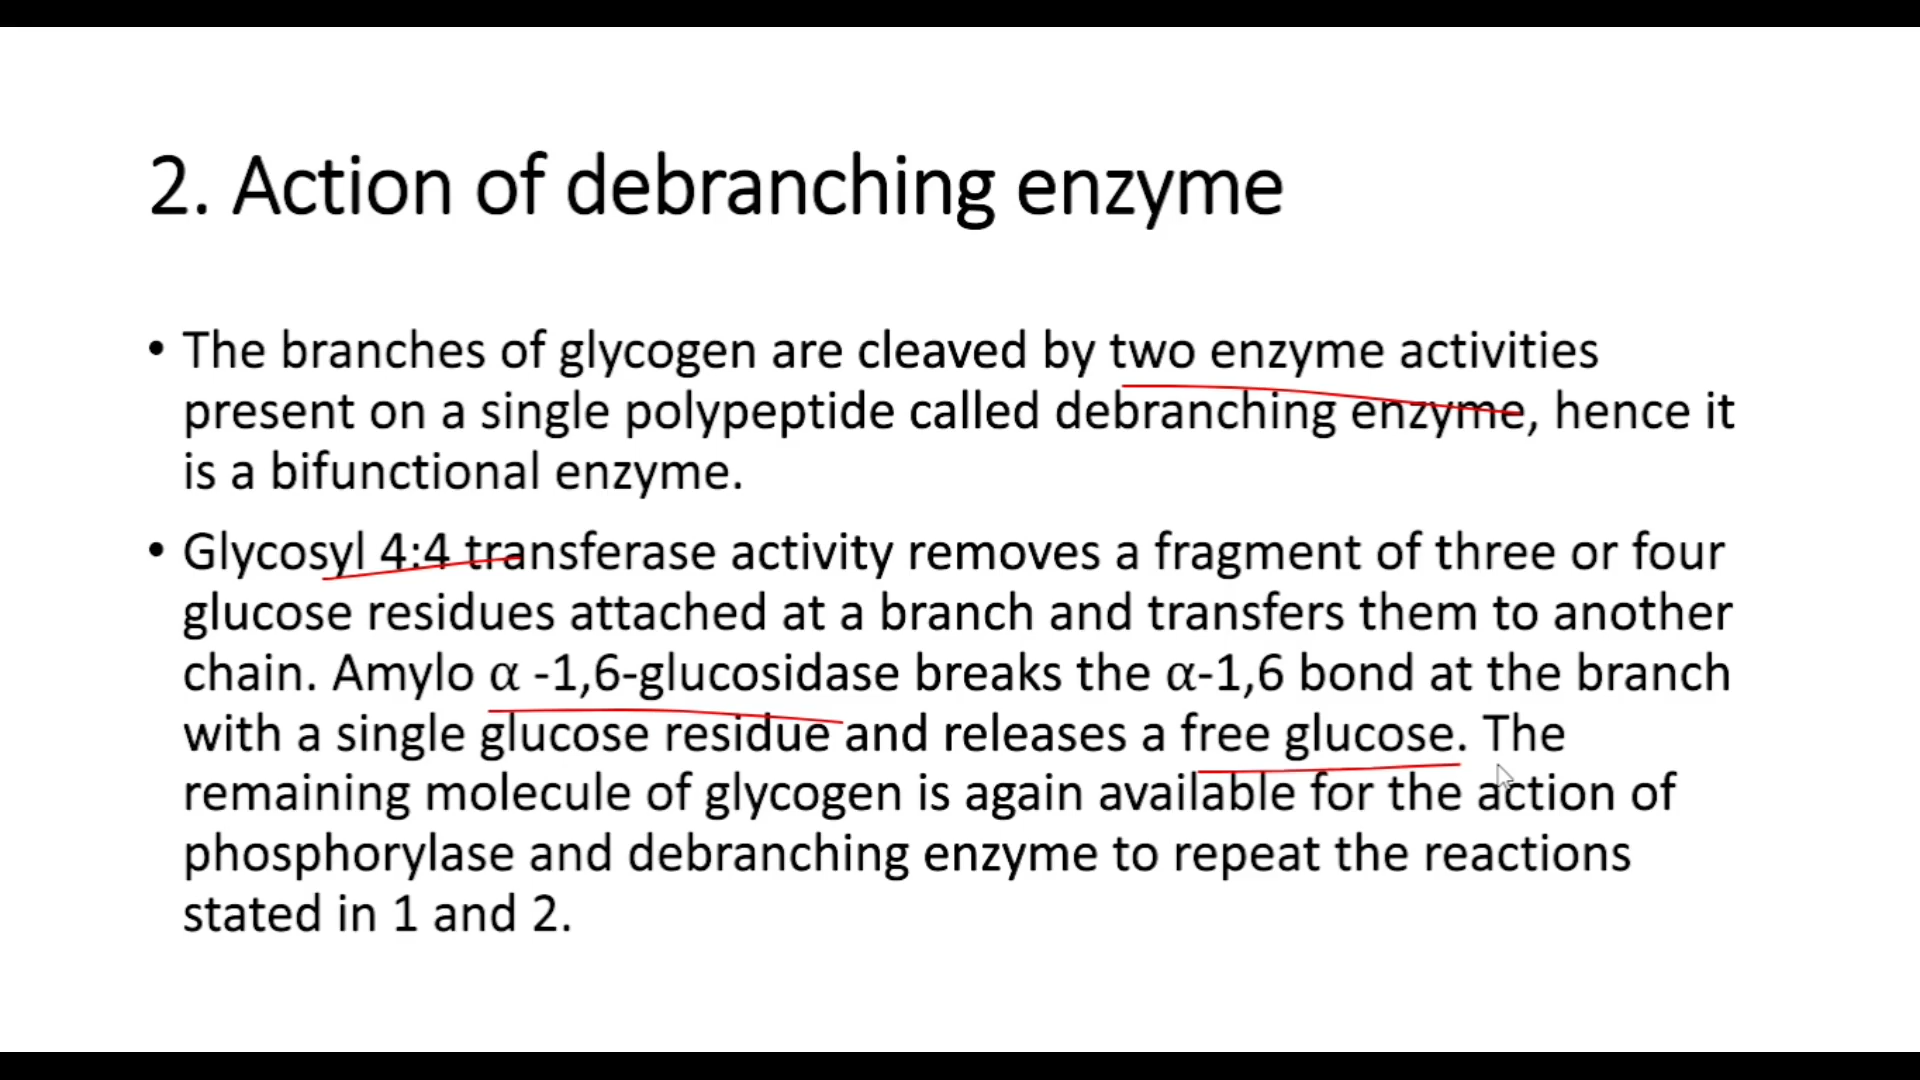 2. Action of debranching enzyme
• The branches of glycogen are cleaved by two enzyme activities
present on a single polypeptide called debranching enzyme, hence it
is a bifunctional enzyme.
• Glycosyl 4:4 transferase activity removes a fragment of three or four
glucose residues attached at a branch and transfers them to another
chain. Amylo α -1,6-glucosidase breaks the α-1,6 bond at the branch
with a single glucose residue and releases a free glucose. The
remaining molecule of glycogen is again available for the action of
phosphorylase and debranching enzyme to repeat the reactions
stated in 1 and 2.